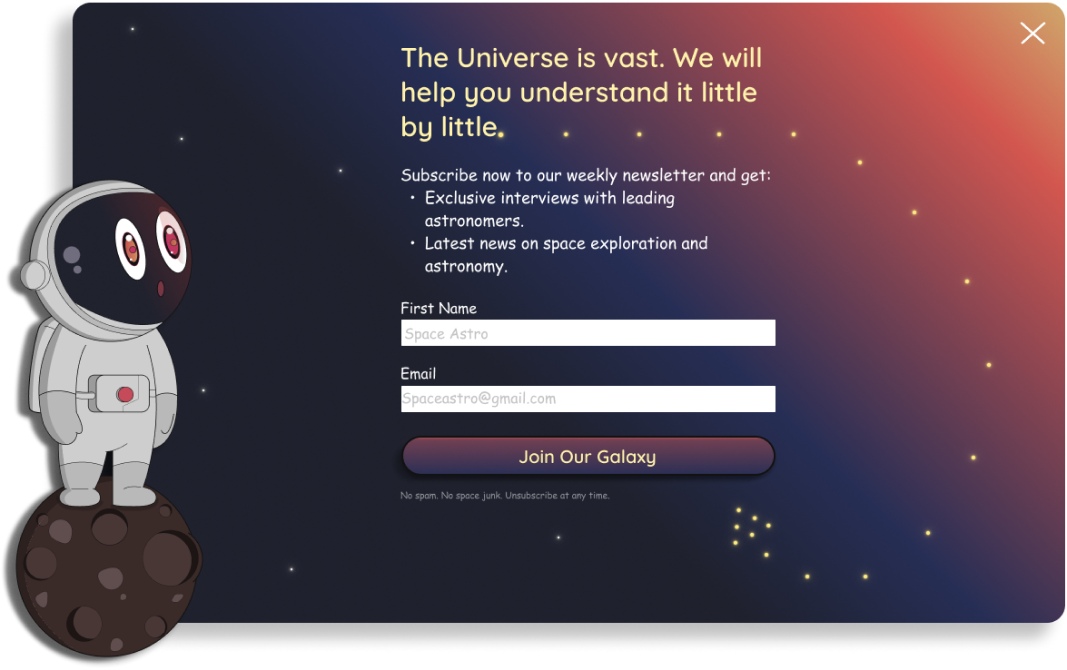 The Universe is vast. We will
help you understand it little
by little.
Subscribe now to our weekly newsletter and get:
• Exclusive interviews with leading
astronomers.
• Latest news on space exploration and
astronomy.
First Name
Space Astro
Email
Spaceastro@gmail.com
Join Our Galaxy
No spam. No space junk. Unsubscribe at any time.